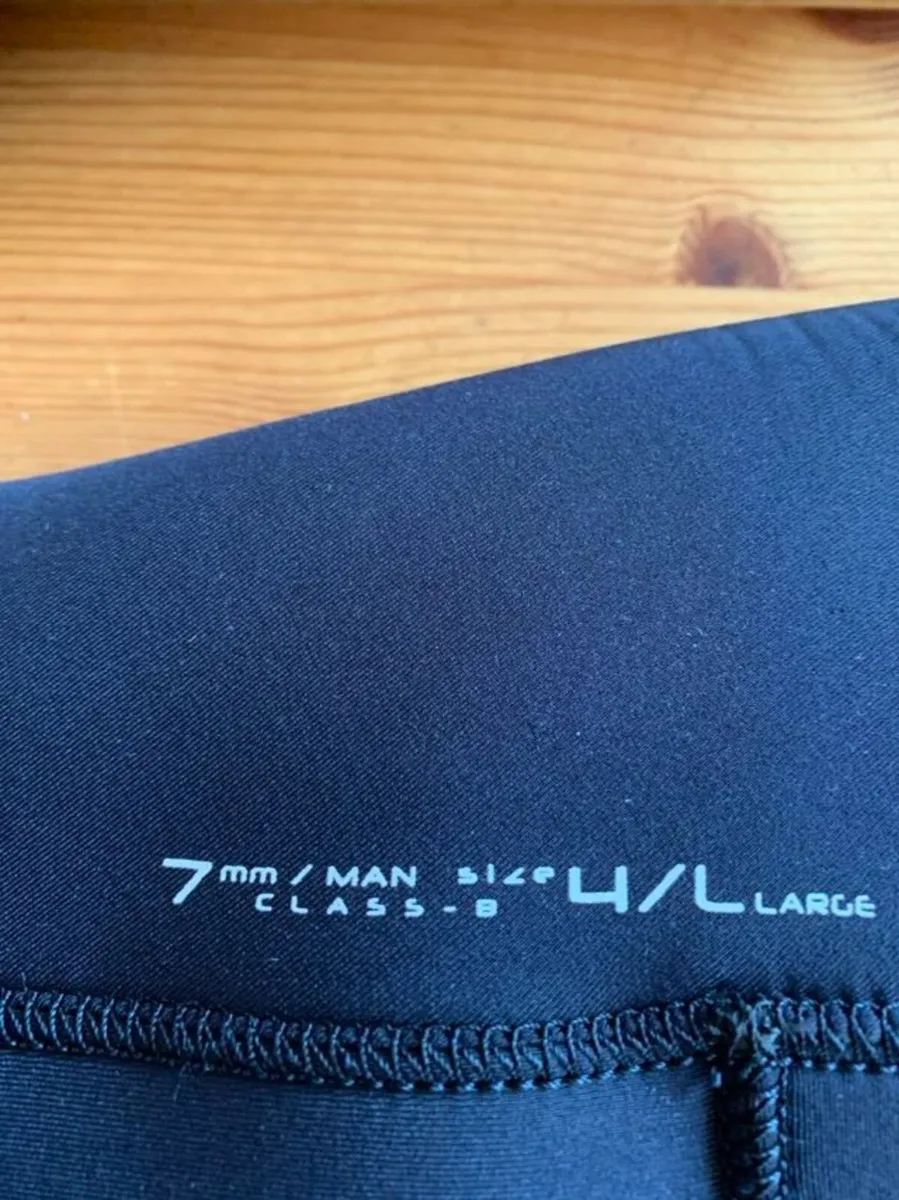 7mm / MAN size 4/L LARGE
CLASS-B